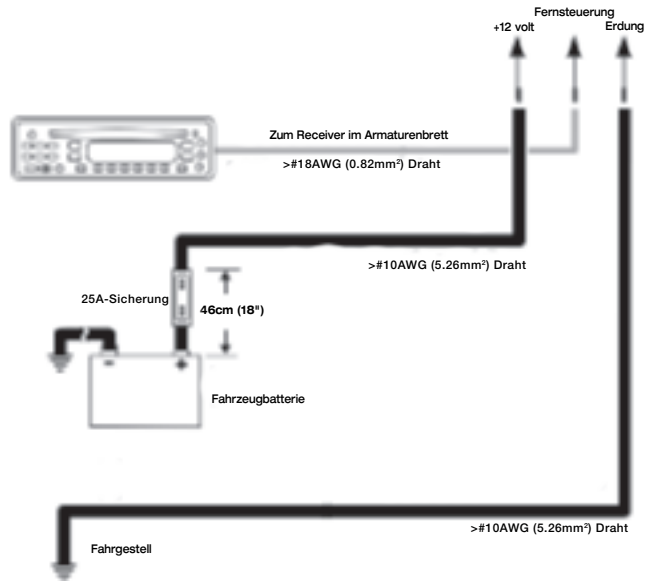 Fernsteuerung
+12 volt
Erdung
Zum Receiver im Armaturenbrett
>#18AWG (0.82mm²) Draht
>#10AWG (5.26mm²) Draht
25A-Sicherung
46cm (18")
Fahrzeugbatterie
>#10AWG (5.26mm²) Draht
Fahrgestell